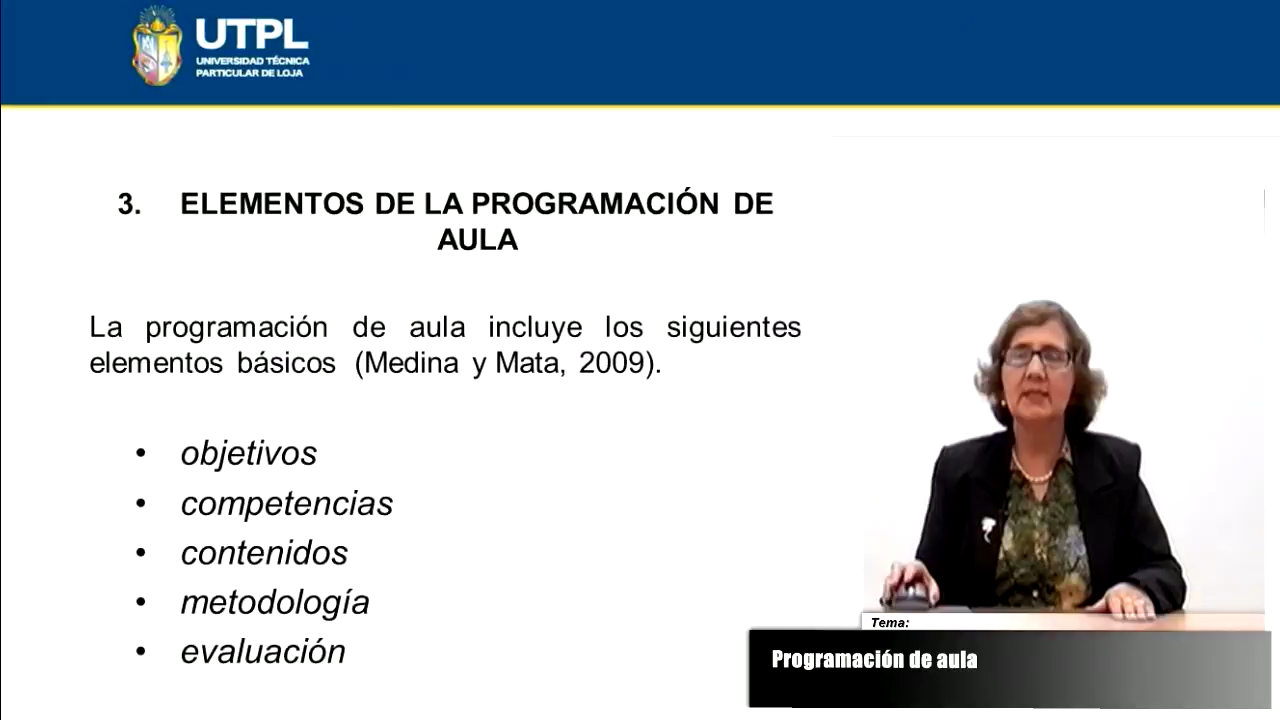 UTPL
UNIVERSIDAD TÉCNICA
PARTICULAR DE LOJA
3. ELEMENTOS DE LA PROGRAMACIÓN DE
AULA
La programación de aula incluye los siguientes
elementos básicos (Medina y Mata, 2009).
• objetivos
• competencias
• contenidos
• metodología
• evaluación
Tema:
Programación de aula